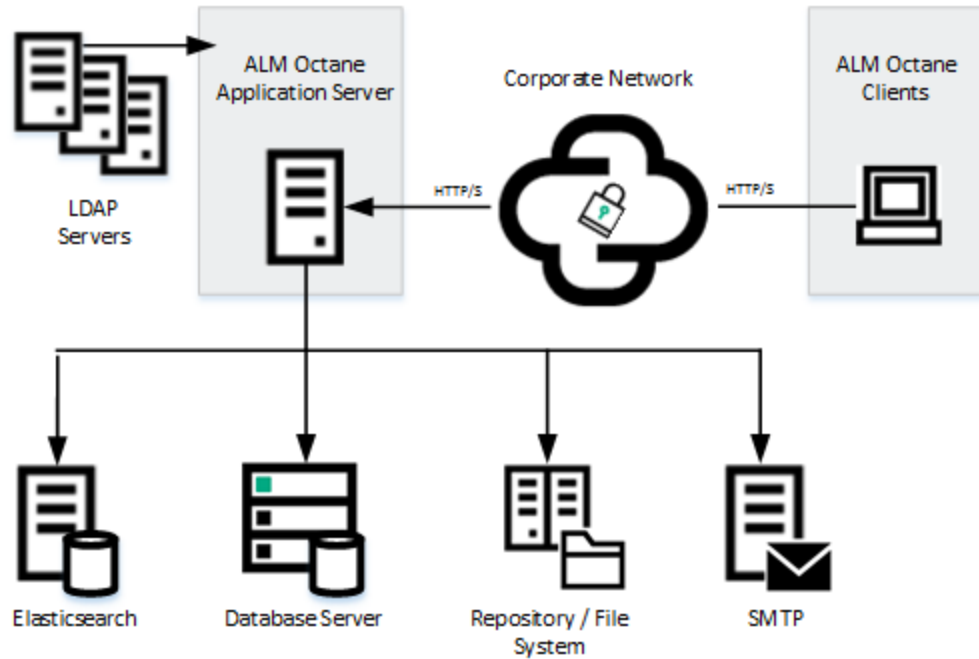 ALM Octane
Application Server
Corporate Network
ALM Octane
Clients
LDAP
Servers
HTTP/S
HTTP/S
Elasticsearch
Database Server
Repository / File
System
SMTP